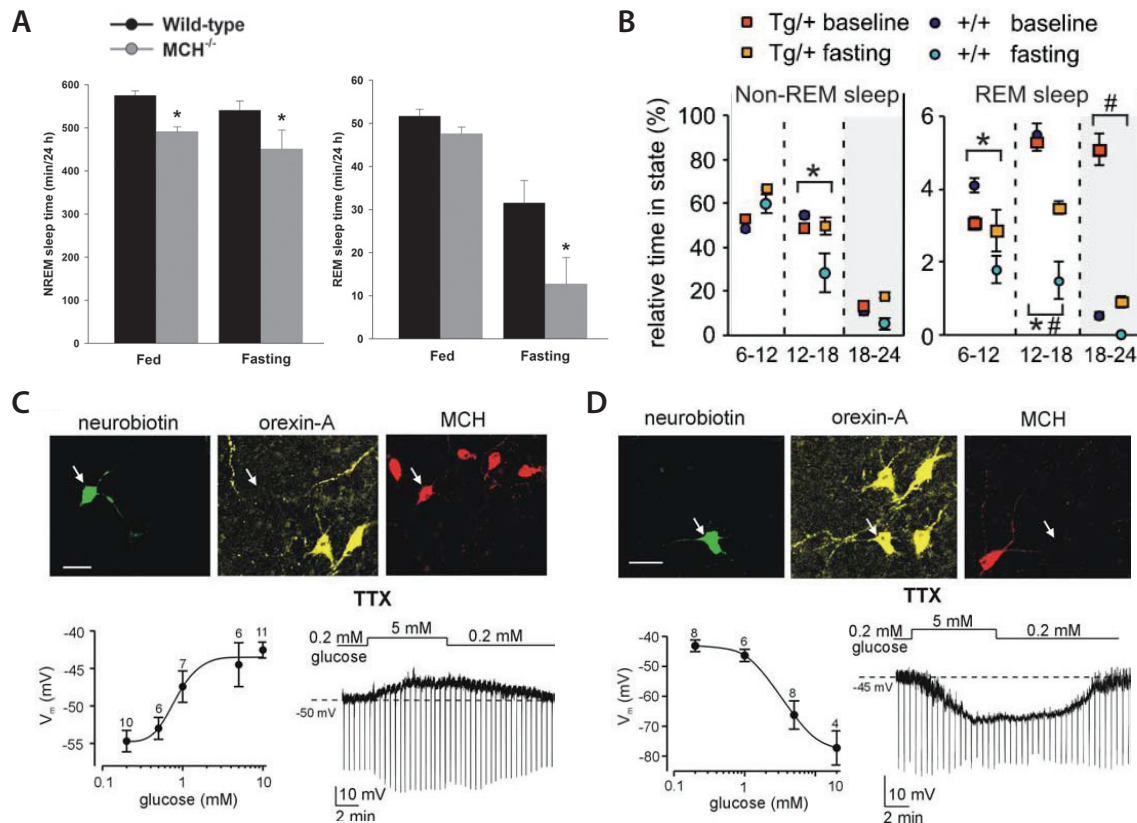 A
Wild-type
MCH-/-
NREM sleep time (min/24 h)
700
600
500
400
300
200
100
0
*
*
Fed
Fasting
REM sleep time (min/24 h)
60
50
40
30
20
10
0
*
Fed
Fasting
B
Tg/+ baseline
+/+ baseline
Tg/+ fasting
+/+ fasting
relative time in state (%)
Non-REM sleep
100
80
60
40
20
0
*
6-12
12-18
18-24
REM sleep
6
4
2
0
*
#
* #
6-12
12-18
18-24
C
neurobiotin
orexin-A
MCH
TTX
Vm (mV)
-40
-45
-50
-55
10
6
7
6
11
0.1
1
10
glucose (mM)
0.2 mM
5 mM
0.2 mM
glucose
-50 mV
10 mV
2 min
D
neurobiotin
orexin-A
MCH
TTX
Vm (mV)
-40
-50
-60
-70
-80
8
6
8
4
0.1
1
10
glucose (mM)
0.2 mM
5 mM
0.2 mM
glucose
-45 mV
10 mV
2 min